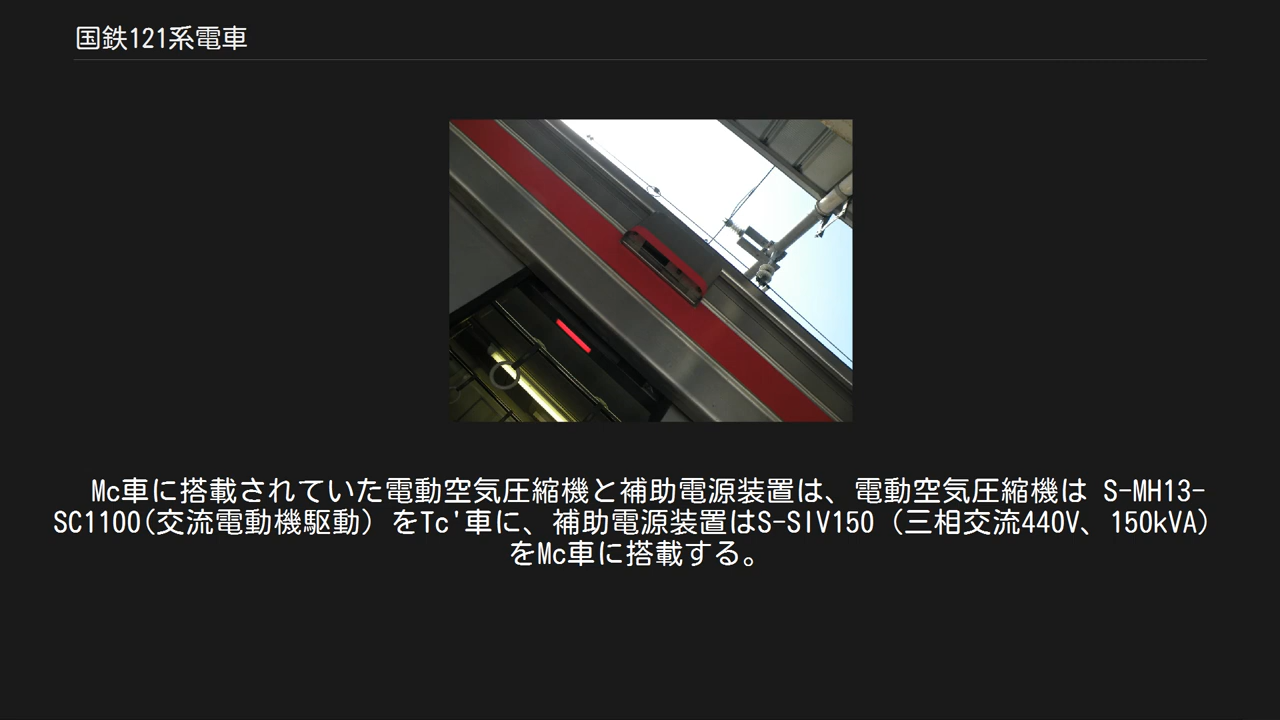 国鉄121系電車
Mc車に搭載されていた電動空気圧縮機と補助電源装置は、電動空気圧縮機は S-MH13-
SC1100(交流電動機駆動）をTc'車に、補助電源装置はS-SIV150（三相交流440V、150kVA）
をMc車に搭載する。